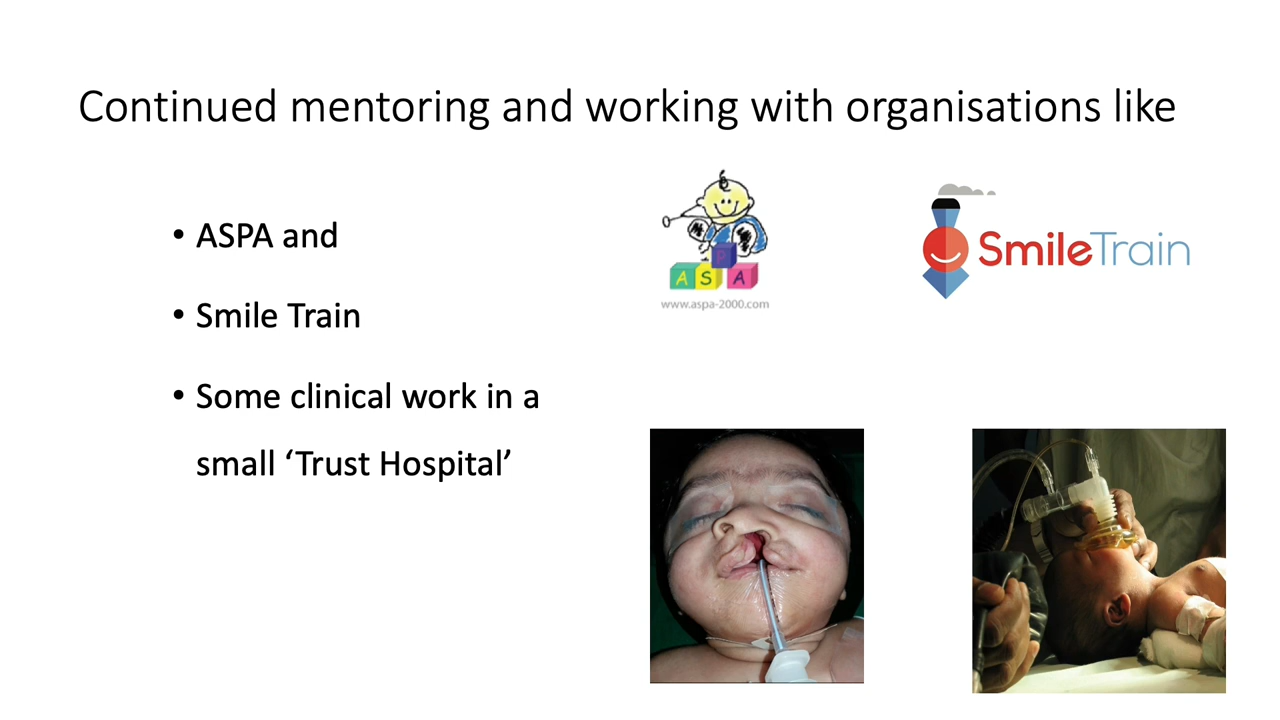 Continued mentoring and working with organisations like
• ASPA and
• Smile Train
• Some clinical work in a
small ‘Trust Hospital’
P
A S A
www.aspa-2000.com
SmileTrain